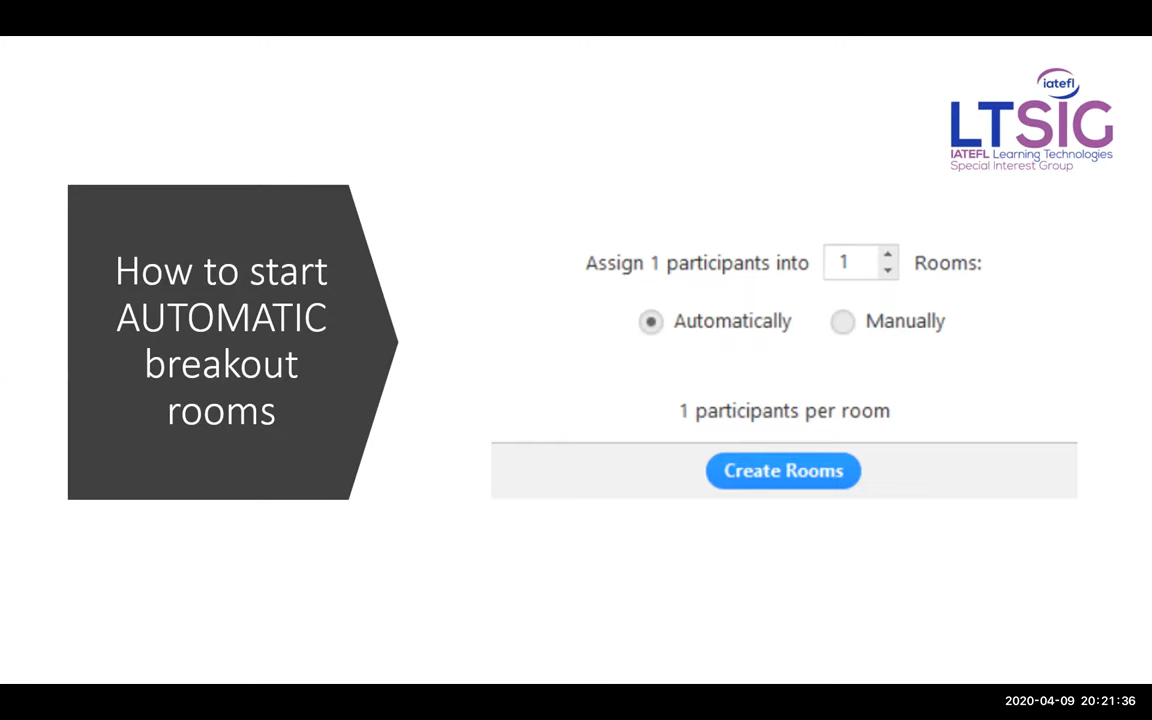 iatefl
LTSIG
IATEFL Learning Technologies
Special Interest Group
How to start
AUTOMATIC
breakout
rooms
Assign 1 participants into 1 Rooms:
Automatically Manually
1 participants per room
Create Rooms
2020-04-09 20:21:36